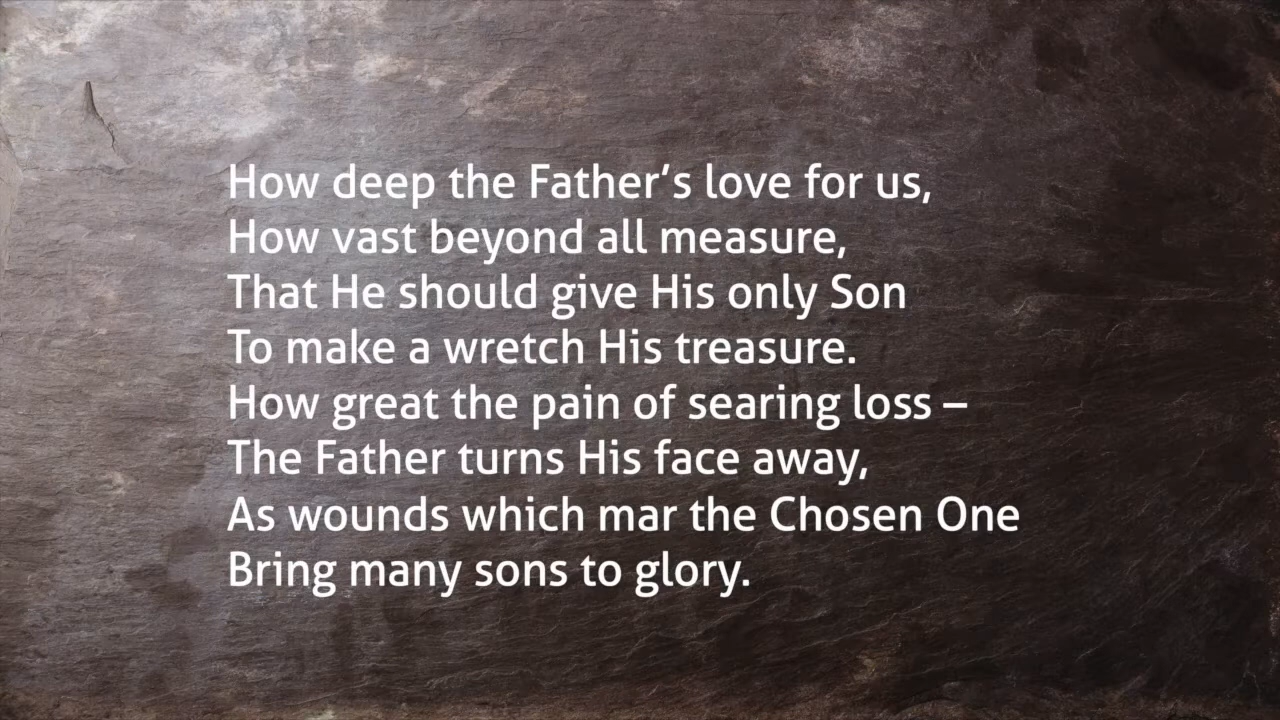 How deep the Father’s love for us,
How vast beyond all measure,
That He should give His only Son
To make a wretch His treasure.
How great the pain of searing loss –
The Father turns His face away,
As wounds which mar the Chosen One
Bring many sons to glory.